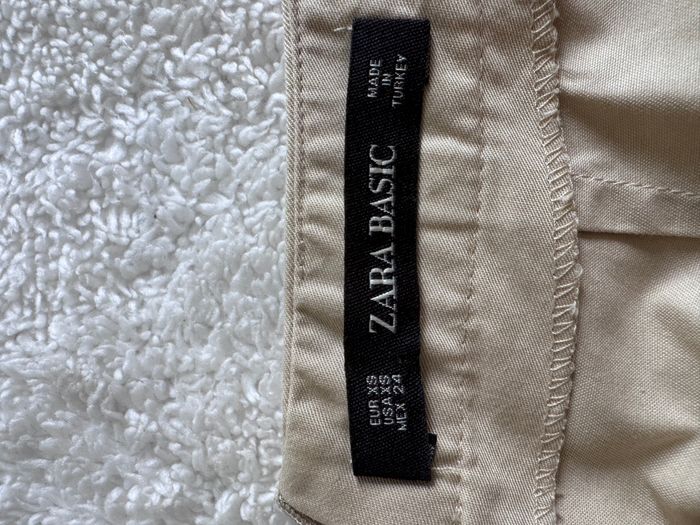 EUR XS
USA XS
MEX 24
ZARA BASIC
MADE
IN
TURKEY